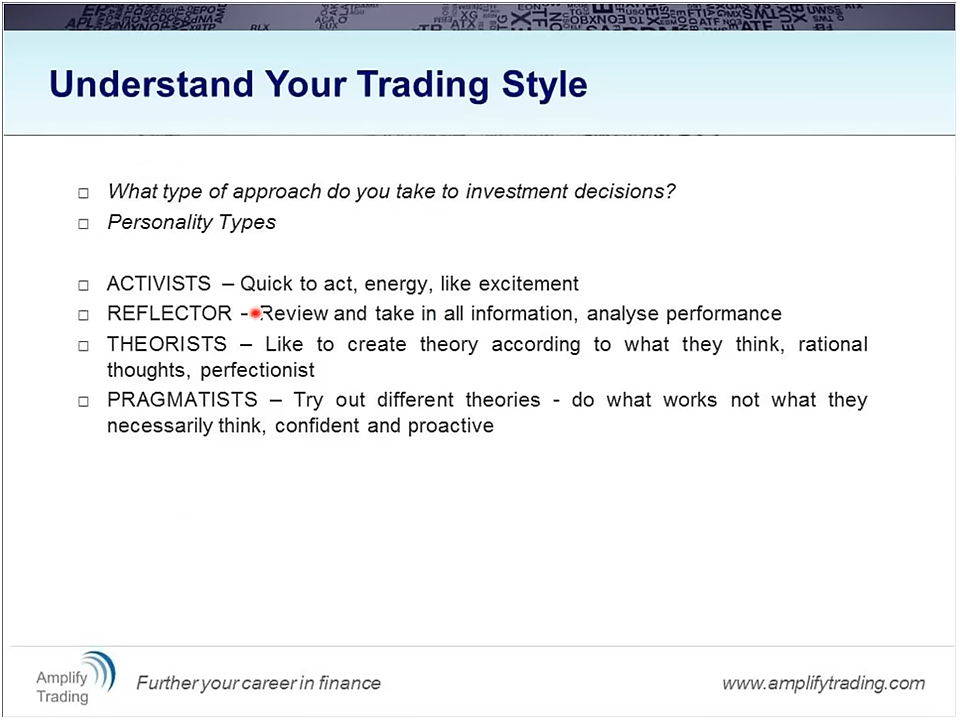 Understand Your Trading Style
□ What type of approach do you take to investment decisions?
□ Personality Types
□ ACTIVISTS – Quick to act, energy, like excitement
□ REFLECTOR - Review and take in all information, analyse performance
□ THEORISTS – Like to create theory according to what they think, rational
thoughts, perfectionist
□ PRAGMATISTS – Try out different theories - do what works not what they
necessarily think, confident and proactive
Amplify
Trading
Further your career in finance
www.amplifytrading.com